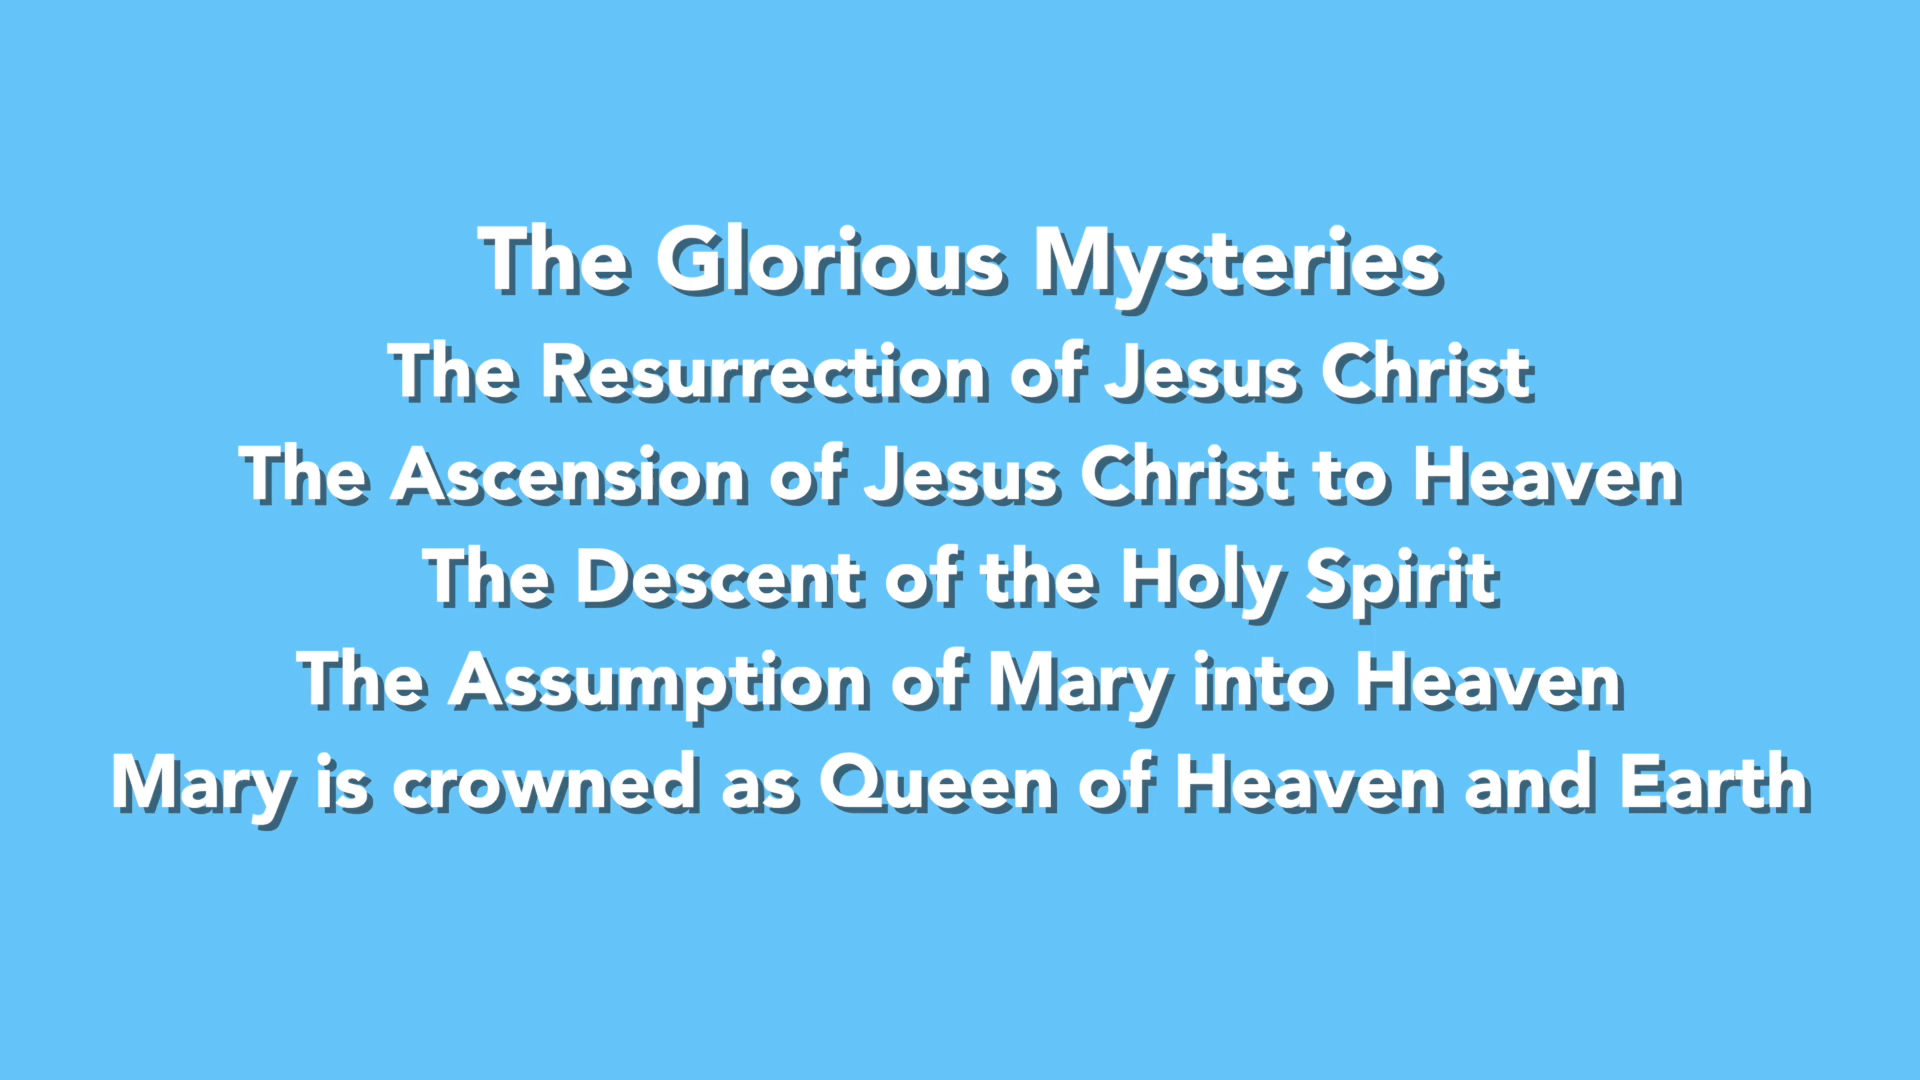 The Glorious Mysteries
The Resurrection of Jesus Christ
The Ascension of Jesus Christ to Heaven
The Descent of the Holy Spirit
The Assumption of Mary into Heaven
Mary is crowned as Queen of Heaven and Earth